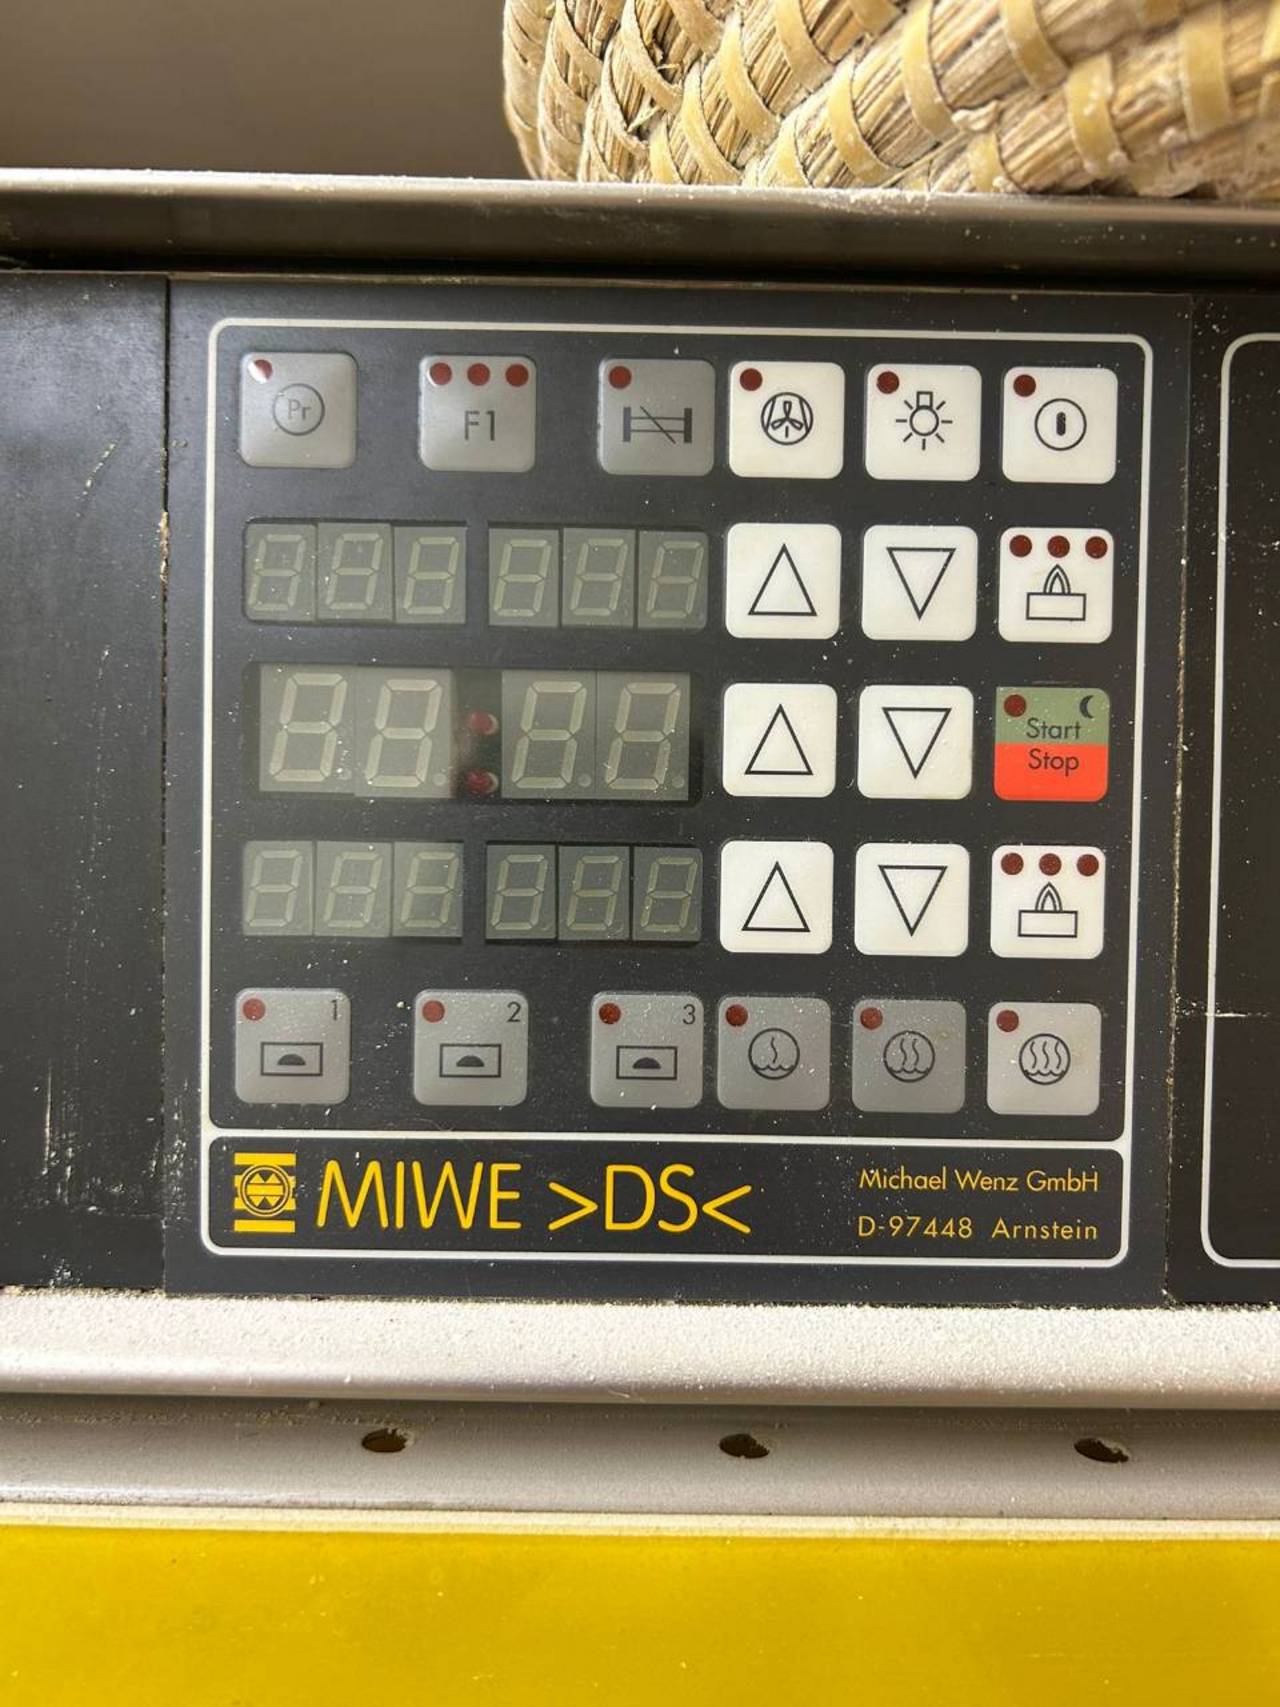 Pr
F1
Start
Stop
1
2
3
MIWE >DS<
Michael Wenz GmbH
D-97448 Arnstein